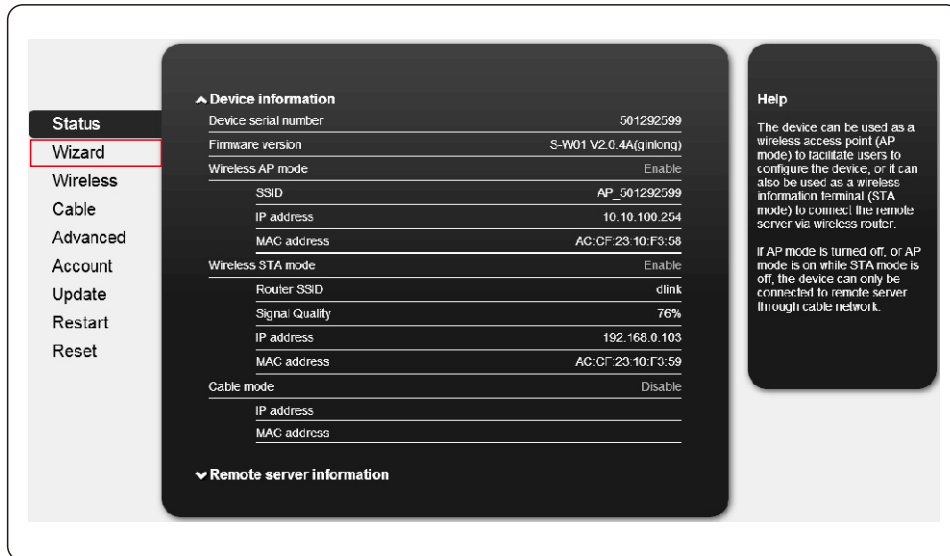 Status
Wizard
Wireless
Cable
Advanced
Account
Update
Restart
Reset
Device information
Device serial number 501292599
Firmware version S-W01 V2.0.4A(ginlong)
Wireless AP mode Enable
SSID AP_501292599
IP address 10.10.100.254
MAC address AC:CF:23:10:F3:58
Wireless STA mode Enable
Router SSID dlink
Signal Quality 76%
IP address 192.168.0.103
MAC address AC:CF:23:10:F3:59
Cable mode Disable
IP address
MAC address
Remote server information
Help
The device can be used as a
wireless access point (AP
mode) to facilitate users to
configure the device, or it can
also be used as a wireless
information terminal (STA
mode) to connect the remote
server via wireless router.
If AP mode is turned off, or AP
mode is on while STA mode is
off, the device can only be
connected to remote server
through cable network.